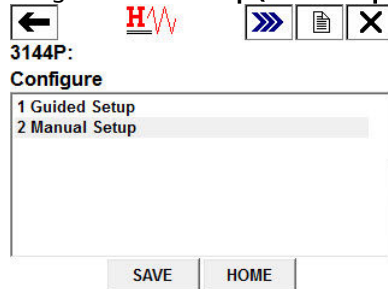 H
3144P:
Configure
1 Guided Setup
2 Manual Setup
SAVE HOME